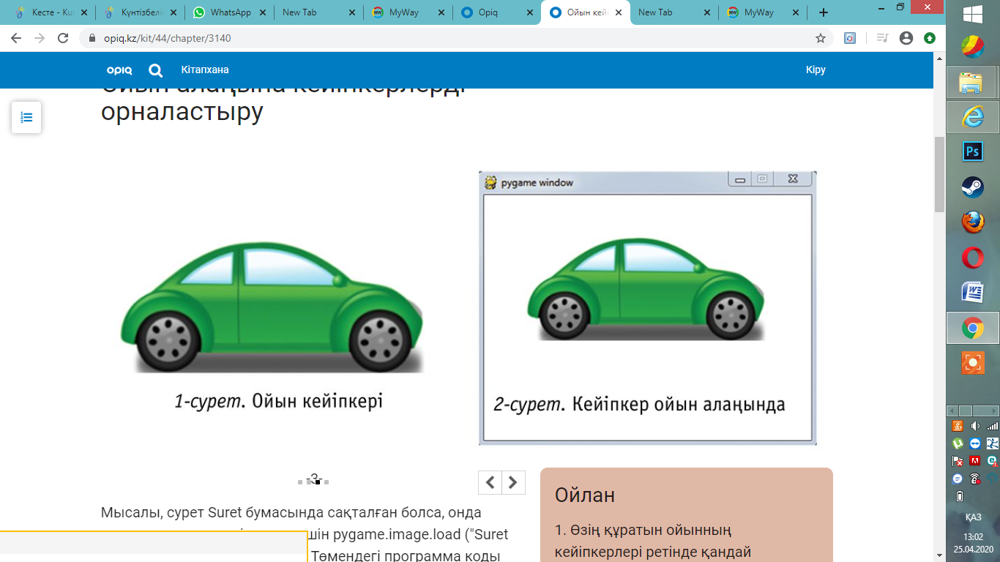 Кесте - Ku
Күнтізбелі
WhatsApp
New Tab
MyWay
Opiq
Ойын кей
New Tab
MyWay
opiq.kz/kit/44/chapter/3140
opiq
Кітапхана
Кіру
Ойын алаңына кейіпкерлерді
орналастыру
pygame window
1-сурет. Ойын кейіпкері
2-сурет. Кейіпкер ойын алаңында
-3-
Мысалы, сурет Suret бумасында сақталған болса, онда
шін pygame.image.load ("Suret
Төмендегі программа коды
Ойлан
1. Өзің құратын ойынның
кейіпкерлері ретінде қандай
Ps
ҚАЗ
13:02
25.04.2020